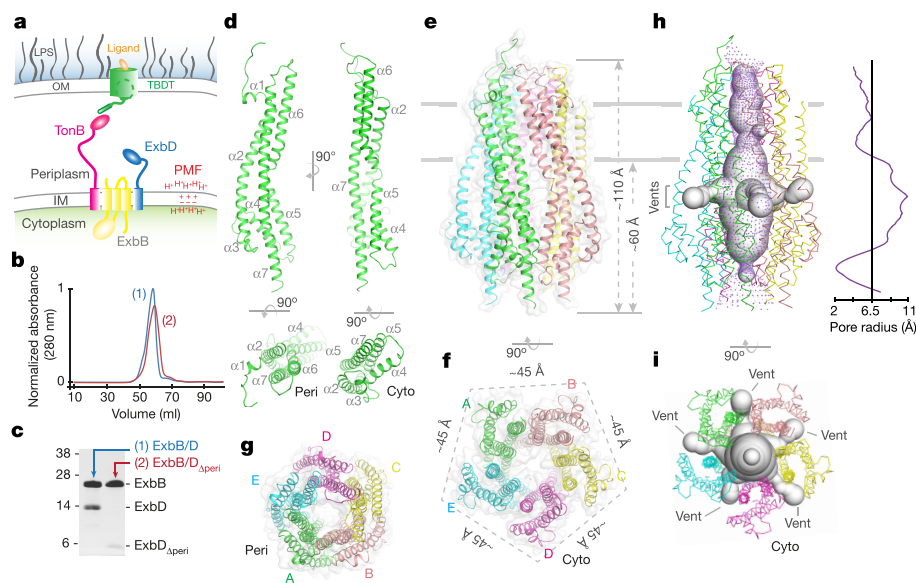 a
LPS
Ligand
OM
TBDT
TonB
ExbD
Periplasm
PMF
H⁺ H⁺H⁺H⁺ H⁺
+ + +
− − −
H⁺H⁺H⁺H⁺
IM
Cytoplasm
ExbB
b
Normalized absorbance
(280 nm)
1
0
(1)
(2)
10
50
70
100
Volume (ml)
c
(1) ExbB/D
(2) ExbB/DΔperi
38
28
14
6
ExbB
ExbD
ExbDΔperi
d
α1
α6
α2
α4
α3
α5
α7
90°
α6
α2
α7
α5
α4
90°
90°
α4
α2
α1
α5
α7
α6
Peri
α5
α4
α2
α3
Cyto
e
~110 Å
~60 Å
90°
f
~45 Å
~45 Å
~45 Å
~45 Å
~45 Å
A
B
C
D
E
Cyto
g
D
E
C
Peri
A
B
h
Vents
2
6.5
11
Pore radius (Å)
90°
i
Vent
Vent
Vent
Vent
Vent
Cyto